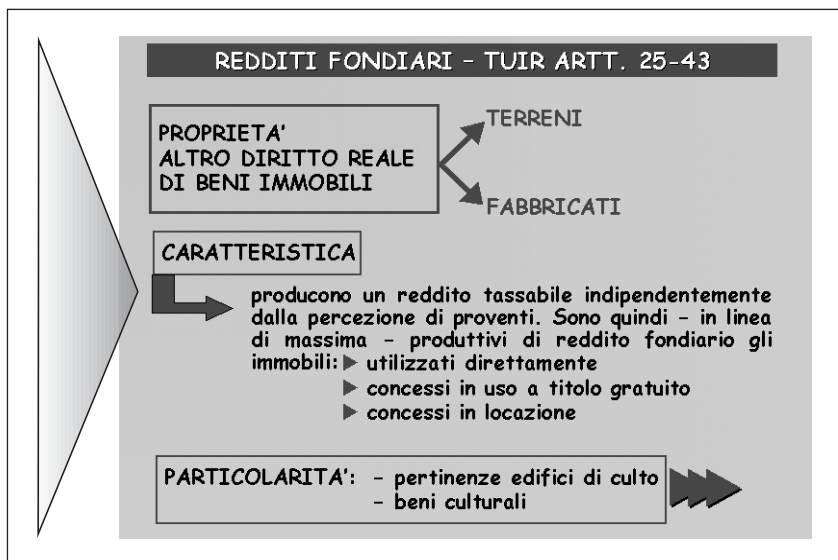 REDDITI FONDIARI – TUIR ARTT. 25-43
PROPRIETA'
ALTRO DIRITTO REALE
DI BENI IMMOBILI
TERRENI
FABBRICATI
CARATTERISTICA
producono un reddito tassabile indipendentemente
dalla percezione di proventi. Sono quindi – in linea
di massima – produttivi di reddito fondiario gli
immobili: ▶ utilizzati direttamente
▶ concessi in uso a titolo gratuito
▶ concessi in locazione
PARTICOLARITA': – pertinenze edifici di culto
– beni culturali